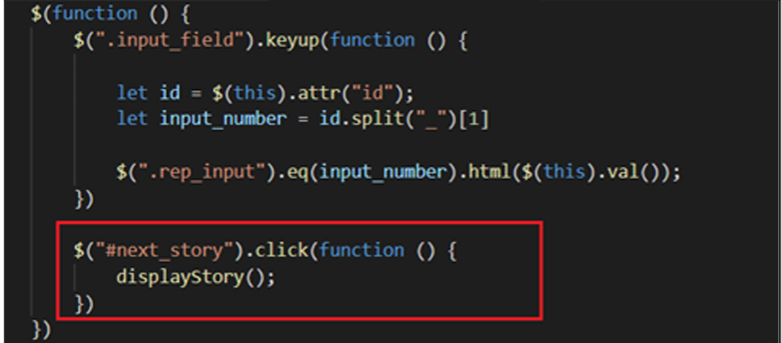 $(function () {
$(".input_field").keyup(function () {
let id = $(this).attr("id");
let input_number = id.split("_")[1]
$(".rep_input").eq(input_number).html($(this).val());
})
$("#next_story").click(function () {
displayStory();
})
})